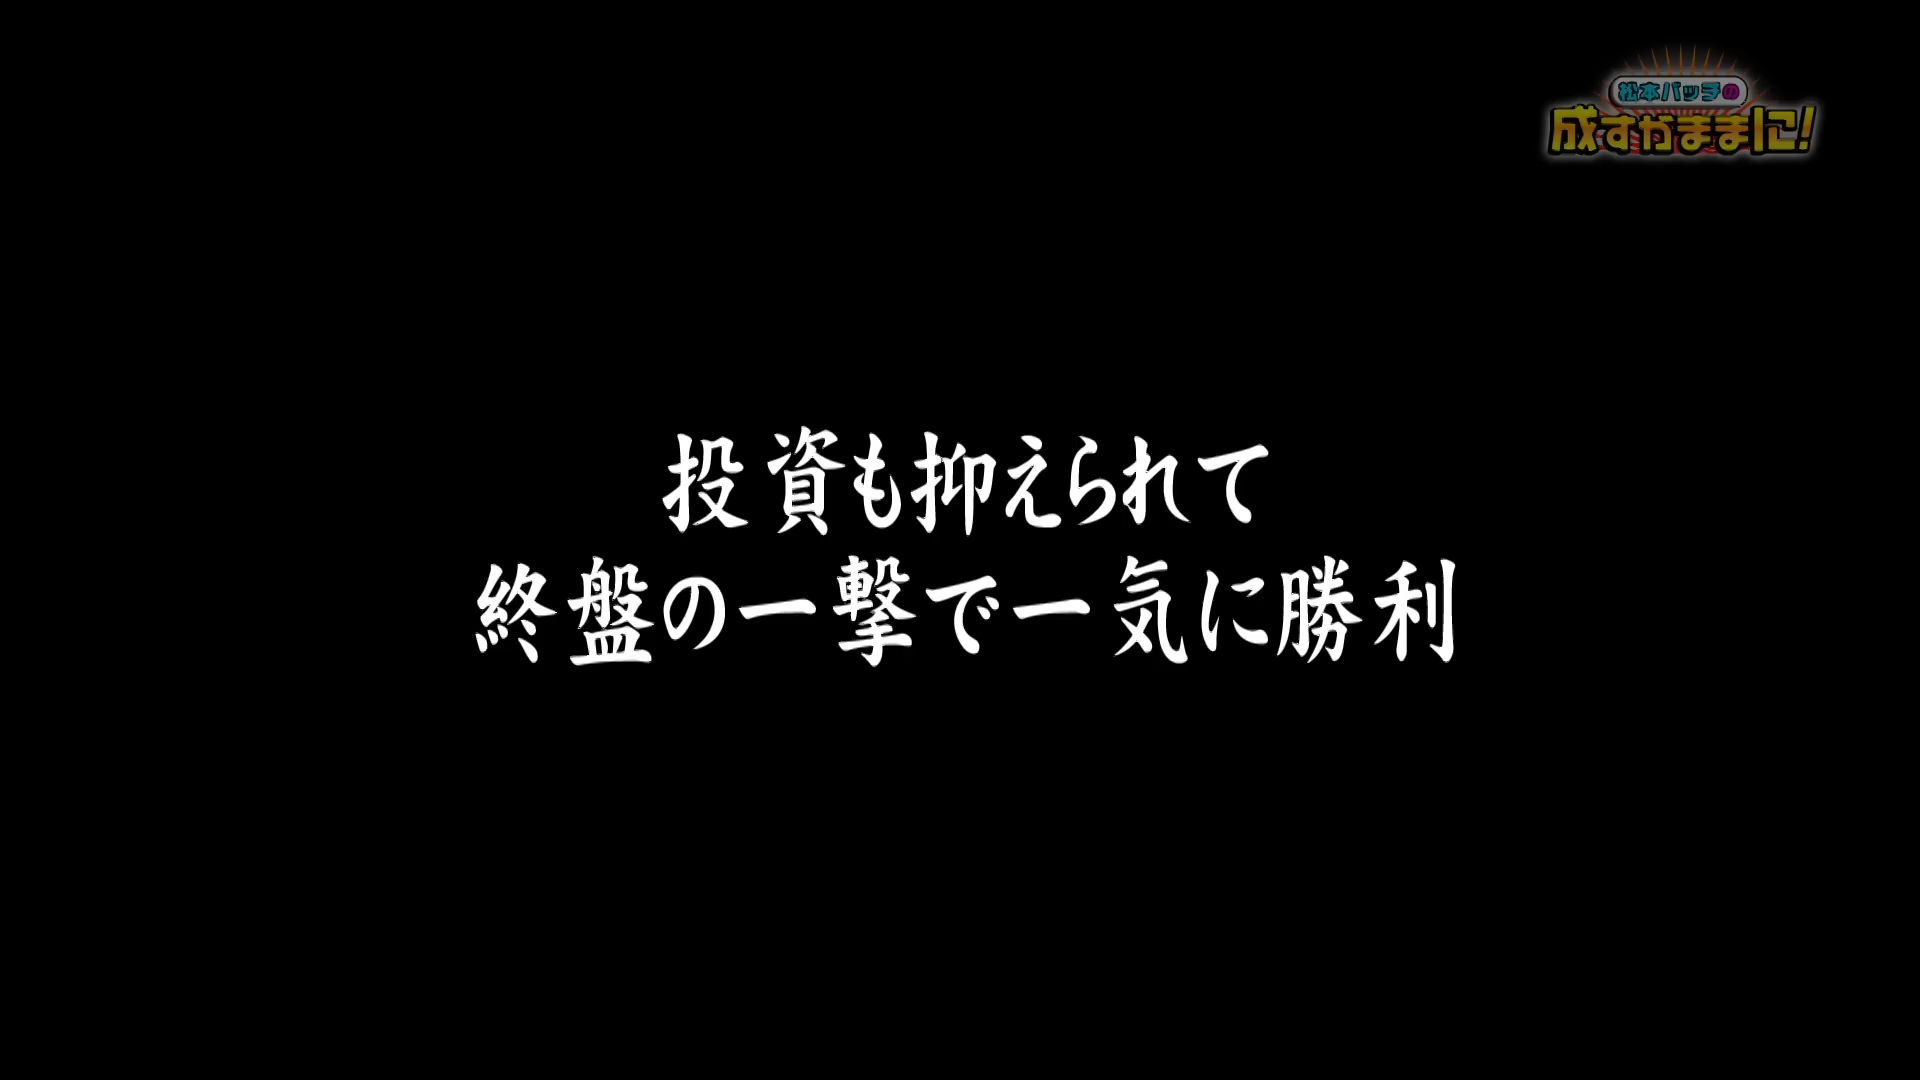 松本バッチの
成すがままに!
投資も抑えられて
終盤の一撃で一気に勝利